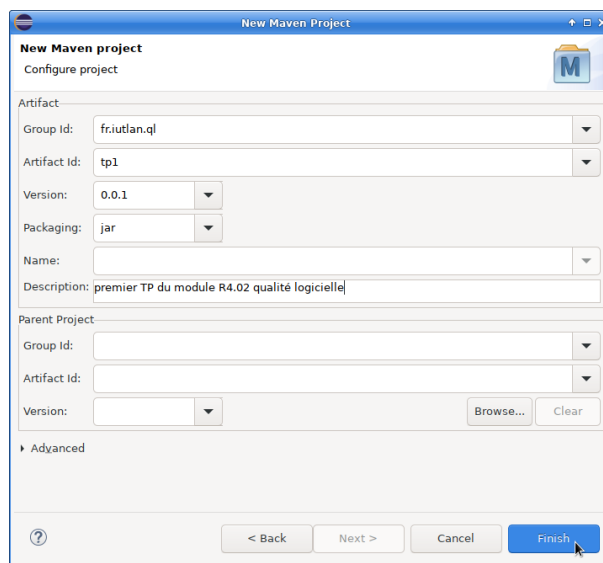 New Maven Project
New Maven project
Configure project
M
Artifact
Group Id: fr.iutlan.ql
Artifact Id: tp1
Version: 0.0.1
Packaging: jar
Name:
Description: premier TP du module R4.02 qualité logicielle
Parent Project
Group Id:
Artifact Id:
Version: Browse... Clear
Advanced
? < Back Next > Cancel Finish